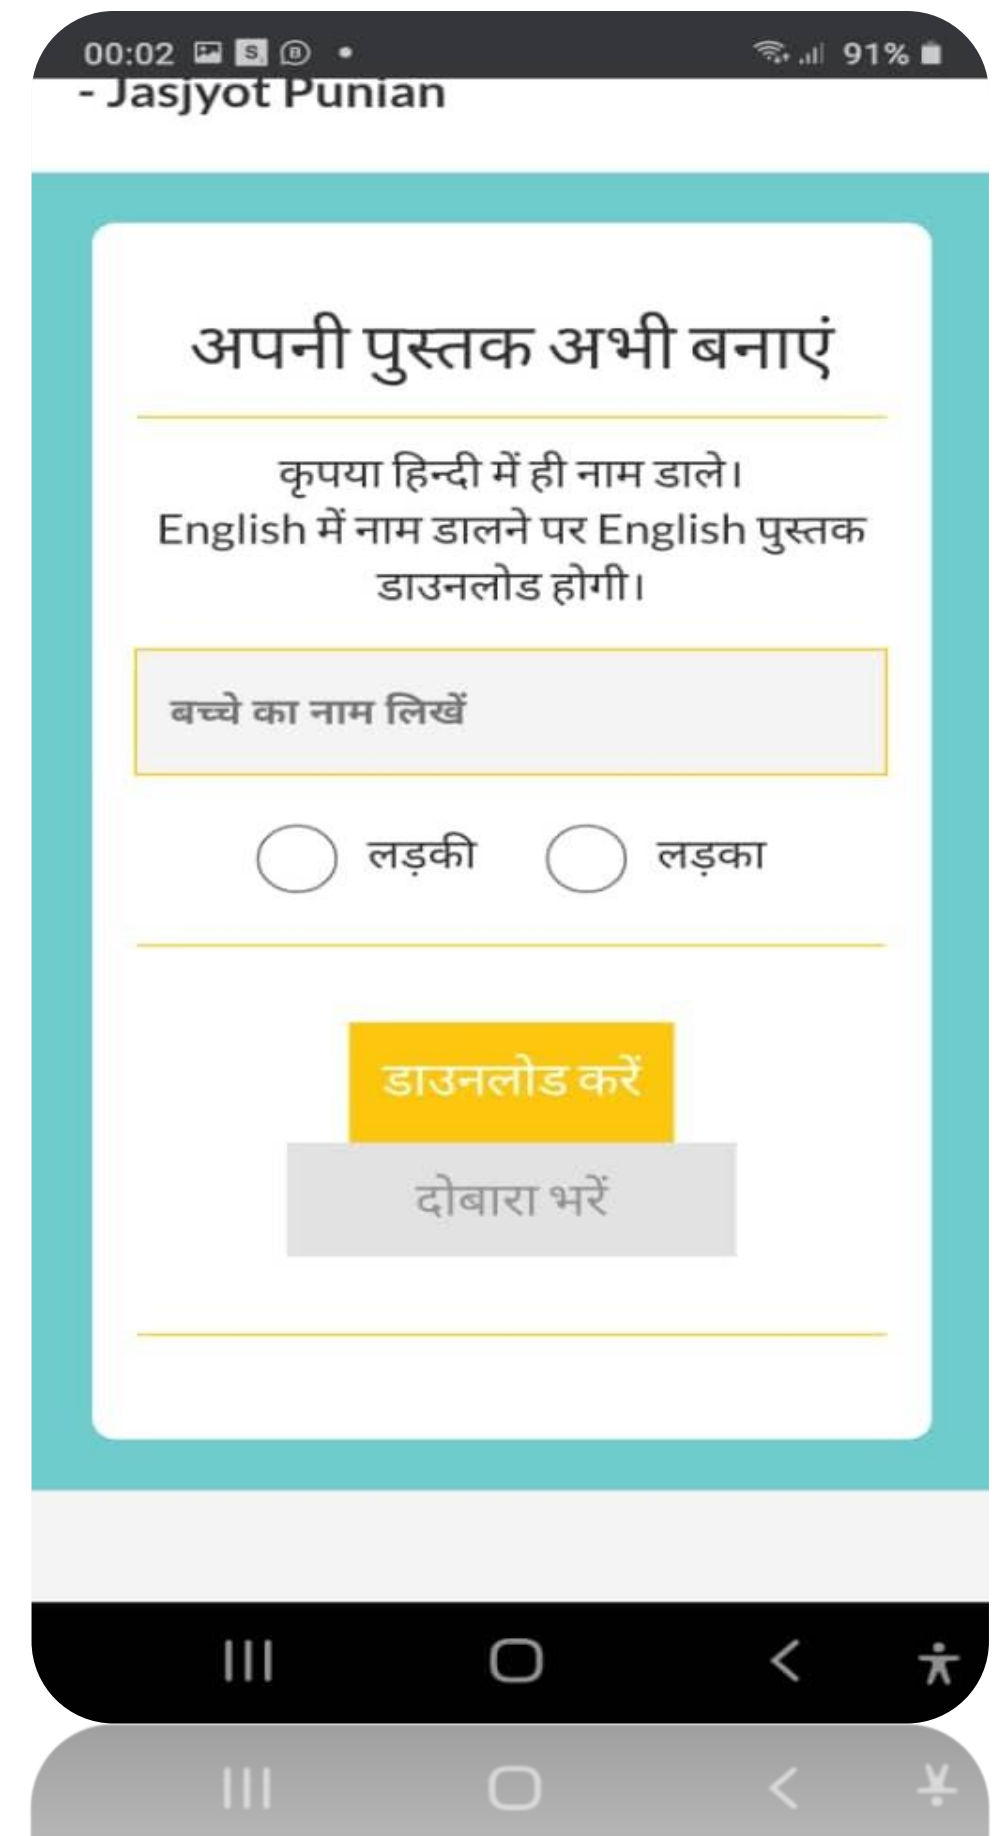 00:02
91%
- Jasjyot Punian
अपनी पुस्तक अभी बनाएं
कृपया हिन्दी में ही नाम डाले।
English में नाम डालने पर English पुस्तक
डाउनलोड होगी।
बच्चे का नाम लिखें
लड़की लड़का
डाउनलोड करें
दोबारा भरें